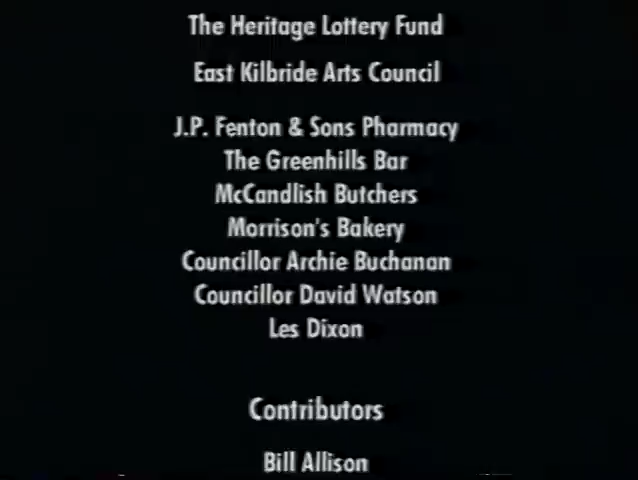 The Heritage Lottery Fund
East Kilbride Arts Council
J.P. Fenton & Sons Pharmacy
The Greenhills Bar
McCandlish Butchers
Morrison's Bakery
Councillor Archie Buchanan
Councillor David Watson
Les Dixon
Contributors
Bill Allison